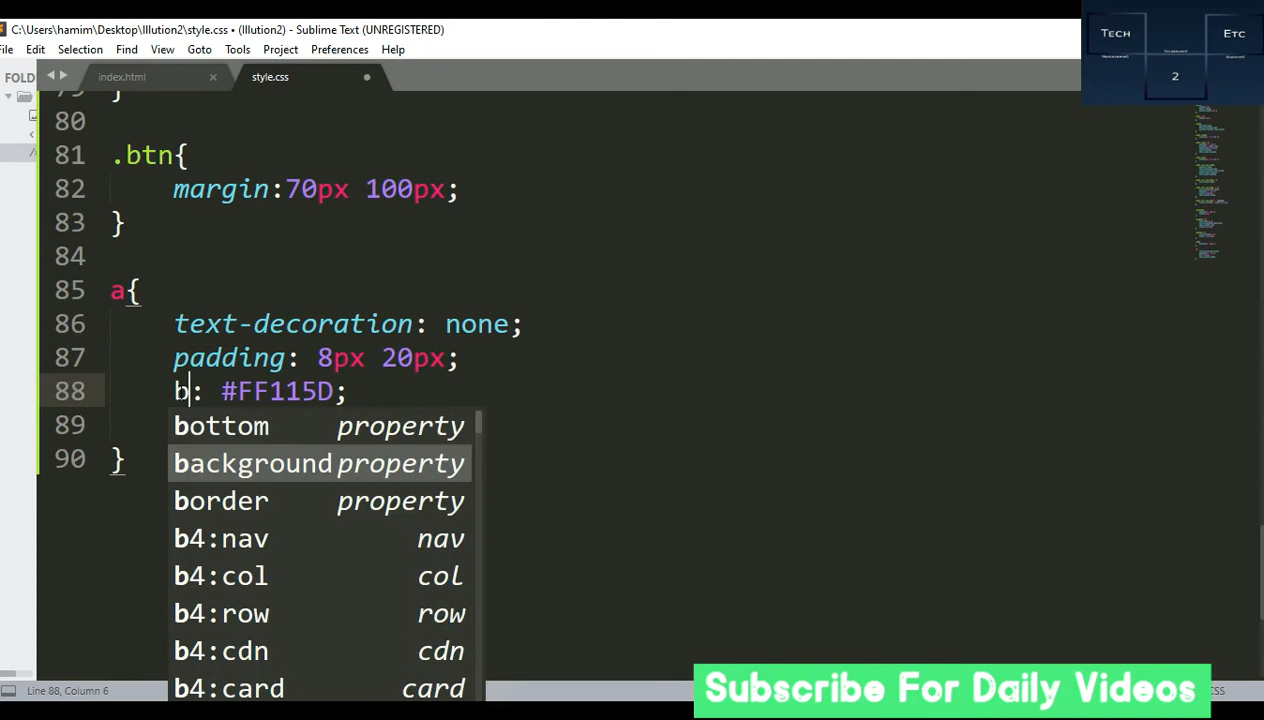 C:\Users\hamim\Desktop\Illution2\style.css • (Illution2) - Sublime Text (UNREGISTERED)
File Edit Selection Find View Goto Tools Project Preferences Help
FOLD
index.html × style.css
Tech Etc
2
79 }
80
81 .btn{
82 margin:70px 100px;
83 }
84
85 a{
86 text-decoration: none;
87 padding: 8px 20px;
88 b: #FF115D;
89
90 }
bottom property
background property
border property
b4:nav nav
b4:col col
b4:row row
b4:cdn cdn
b4:card card
Subscribe For Daily Videos
Line 88, Column 6
CSS